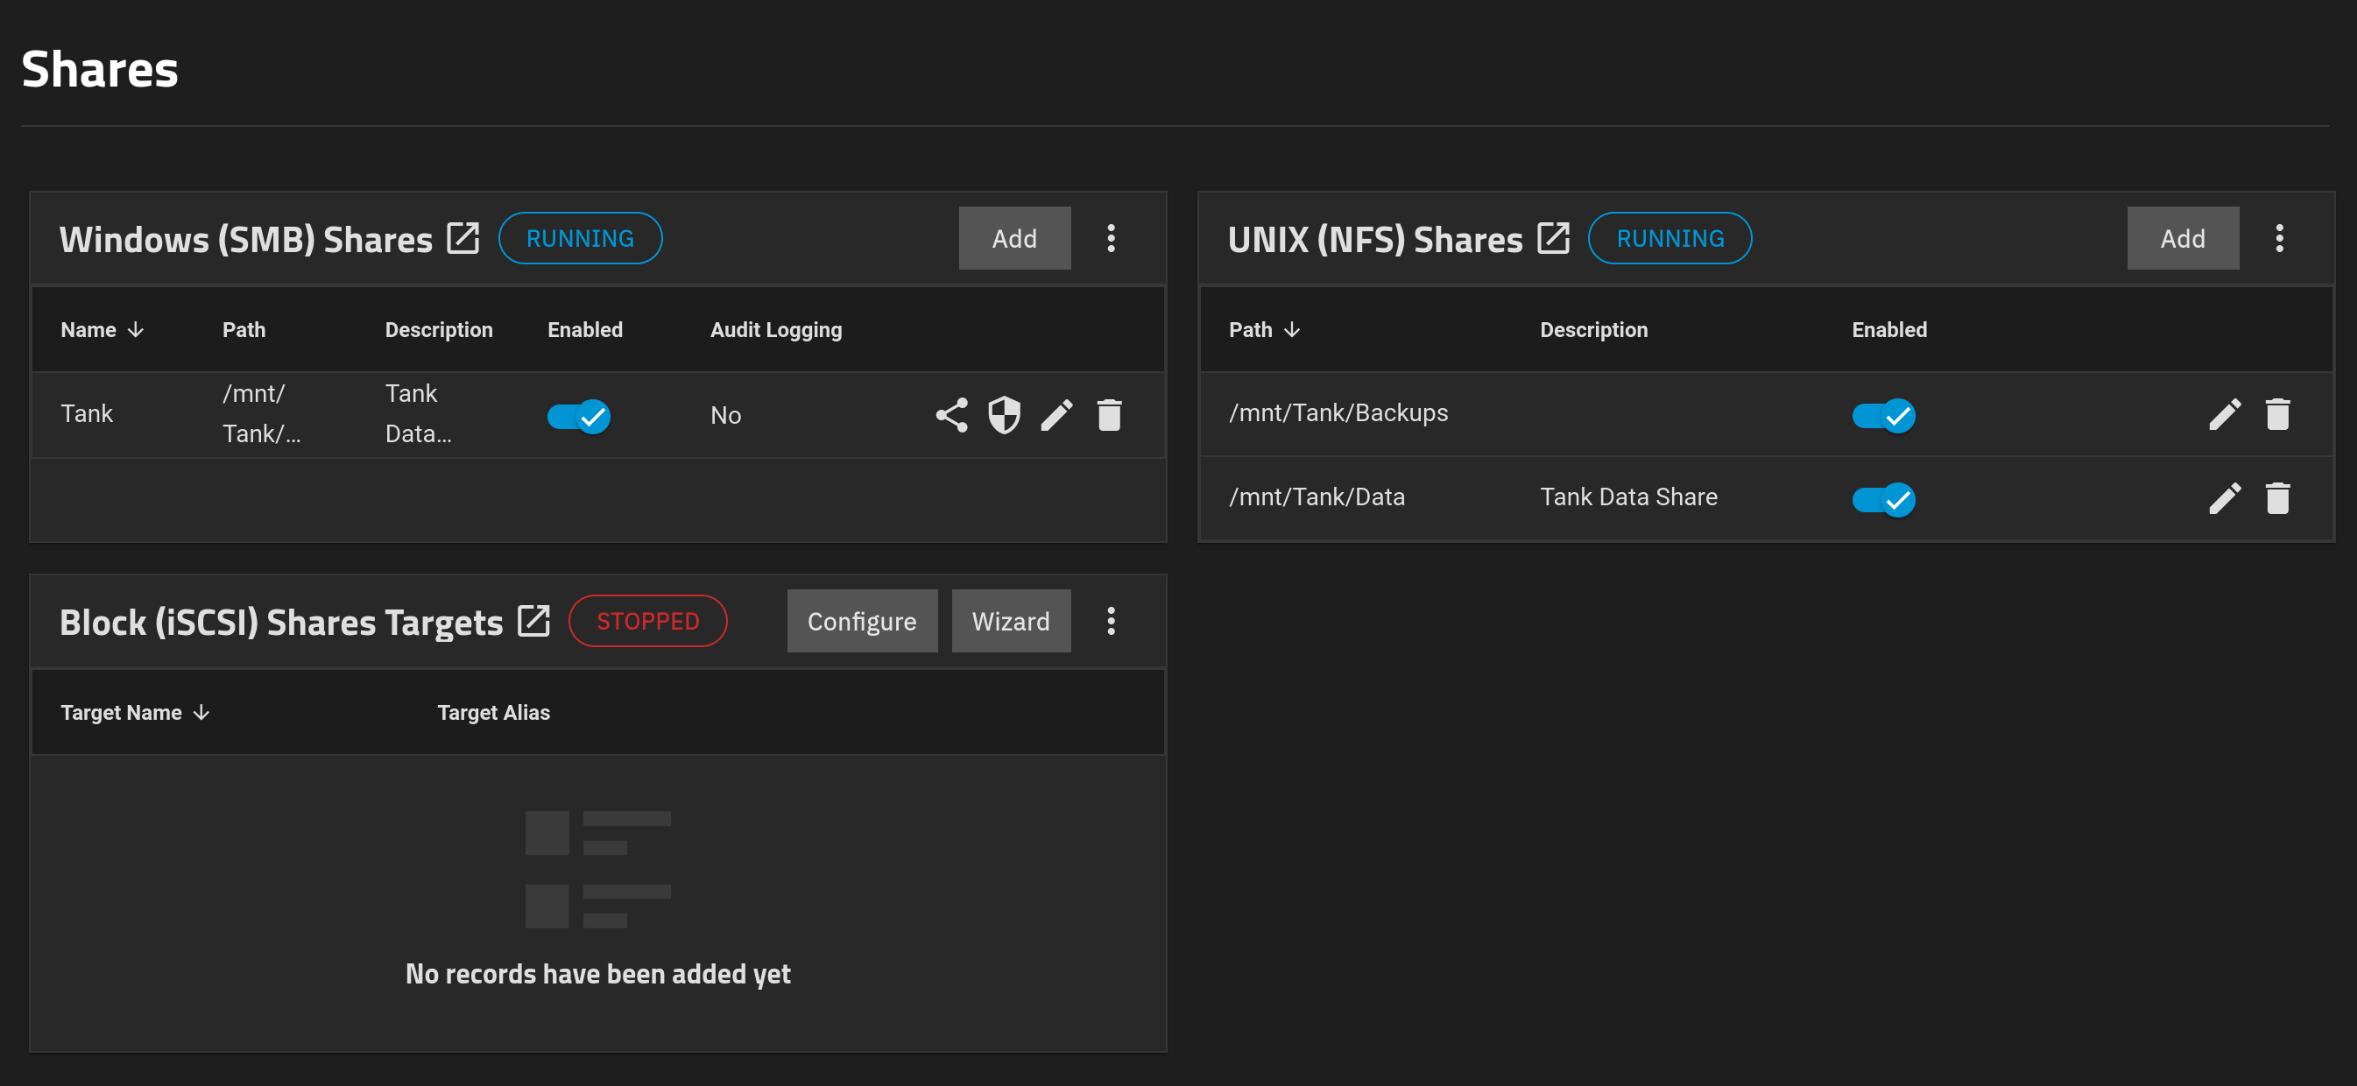 Shares
Windows (SMB) Shares RUNNING Add
Name Path Description Enabled Audit Logging
Tank /mnt/ Tank/... Tank Data... No
UNIX (NFS) Shares RUNNING Add
Path Description Enabled
/mnt/Tank/Backups
/mnt/Tank/Data Tank Data Share
Block (iSCSI) Shares Targets STOPPED Configure Wizard
Target Name Target Alias
No records have been added yet